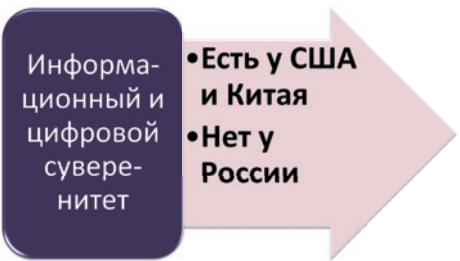 Информа-
ционный и
цифровой
сувере-
нитет
•Есть у США
и Китая
•Нет у
России